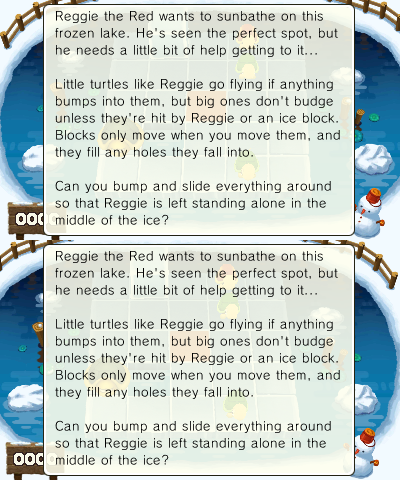 Reggie the Red wants to sunbathe on this
frozen lake. He's seen the perfect spot, but
he needs a little bit of help getting to it...
Little turtles like Reggie go flying if anything
bumps into them, but big ones don't budge
unless they're hit by Reggie or an ice block.
Blocks only move when you move them, and
they fill any holes they fall into.
Can you bump and slide everything around
so that Reggie is left standing alone in the
middle of the ice?
000
Reggie the Red wants to sunbathe on this
frozen lake. He's seen the perfect spot, but
he needs a little bit of help getting to it...
Little turtles like Reggie go flying if anything
bumps into them, but big ones don't budge
unless they're hit by Reggie or an ice block.
Blocks only move when you move them, and
they fill any holes they fall into.
Can you bump and slide everything around
so that Reggie is left standing alone in the
middle of the ice?
000